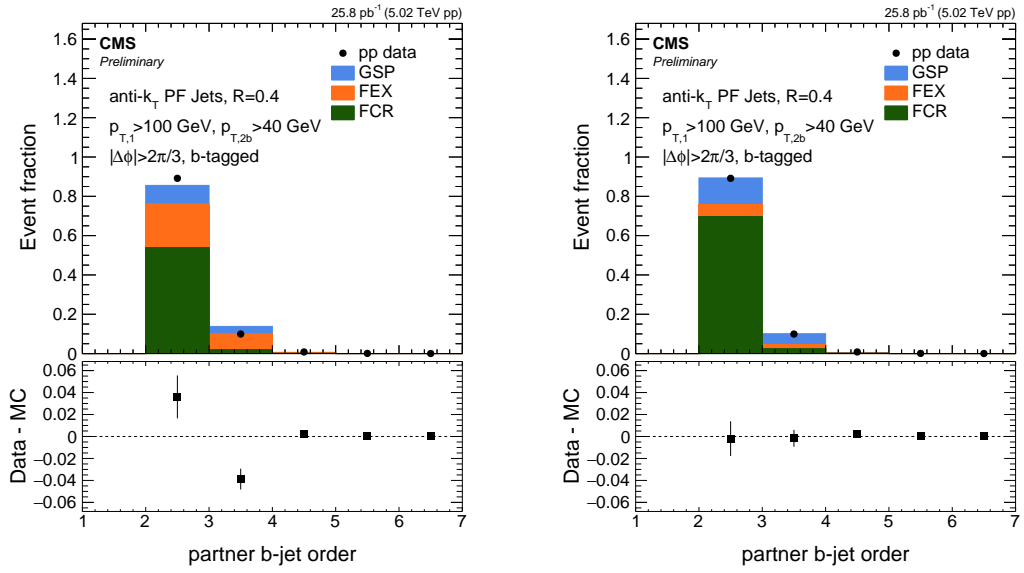 25.8 pb⁻¹ (5.02 TeV pp)
CMS
Preliminary
pp data
GSP
FEX
FCR
anti-k_T PF Jets, R=0.4
p_T,1>100 GeV, p_T,2b>40 GeV
|Δϕ|>2π/3, b-tagged
Event fraction
1.6
1.4
1.2
1
0.8
0.6
0.4
0.2
0
Data - MC
0.06
0.04
0.02
0
−0.02
−0.04
−0.06
1 2 3 4 5 6 7
partner b-jet order
25.8 pb⁻¹ (5.02 TeV pp)
CMS
Preliminary
pp data
GSP
FEX
FCR
anti-k_T PF Jets, R=0.4
p_T,1>100 GeV, p_T,2b>40 GeV
|Δϕ|>2π/3, b-tagged
Event fraction
1.6
1.4
1.2
1
0.8
0.6
0.4
0.2
0
Data - MC
0.06
0.04
0.02
0
−0.02
−0.04
−0.06
1 2 3 4 5 6 7
partner b-jet order